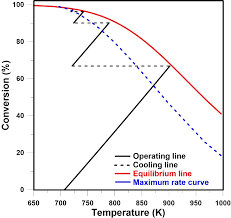 Conversion (%)
100
80
60
40
20
0
650
700
750
800
850
900
950
1000
Temperature (K)
Operating line
Cooling line
Equilibrium line
Maximum rate curve